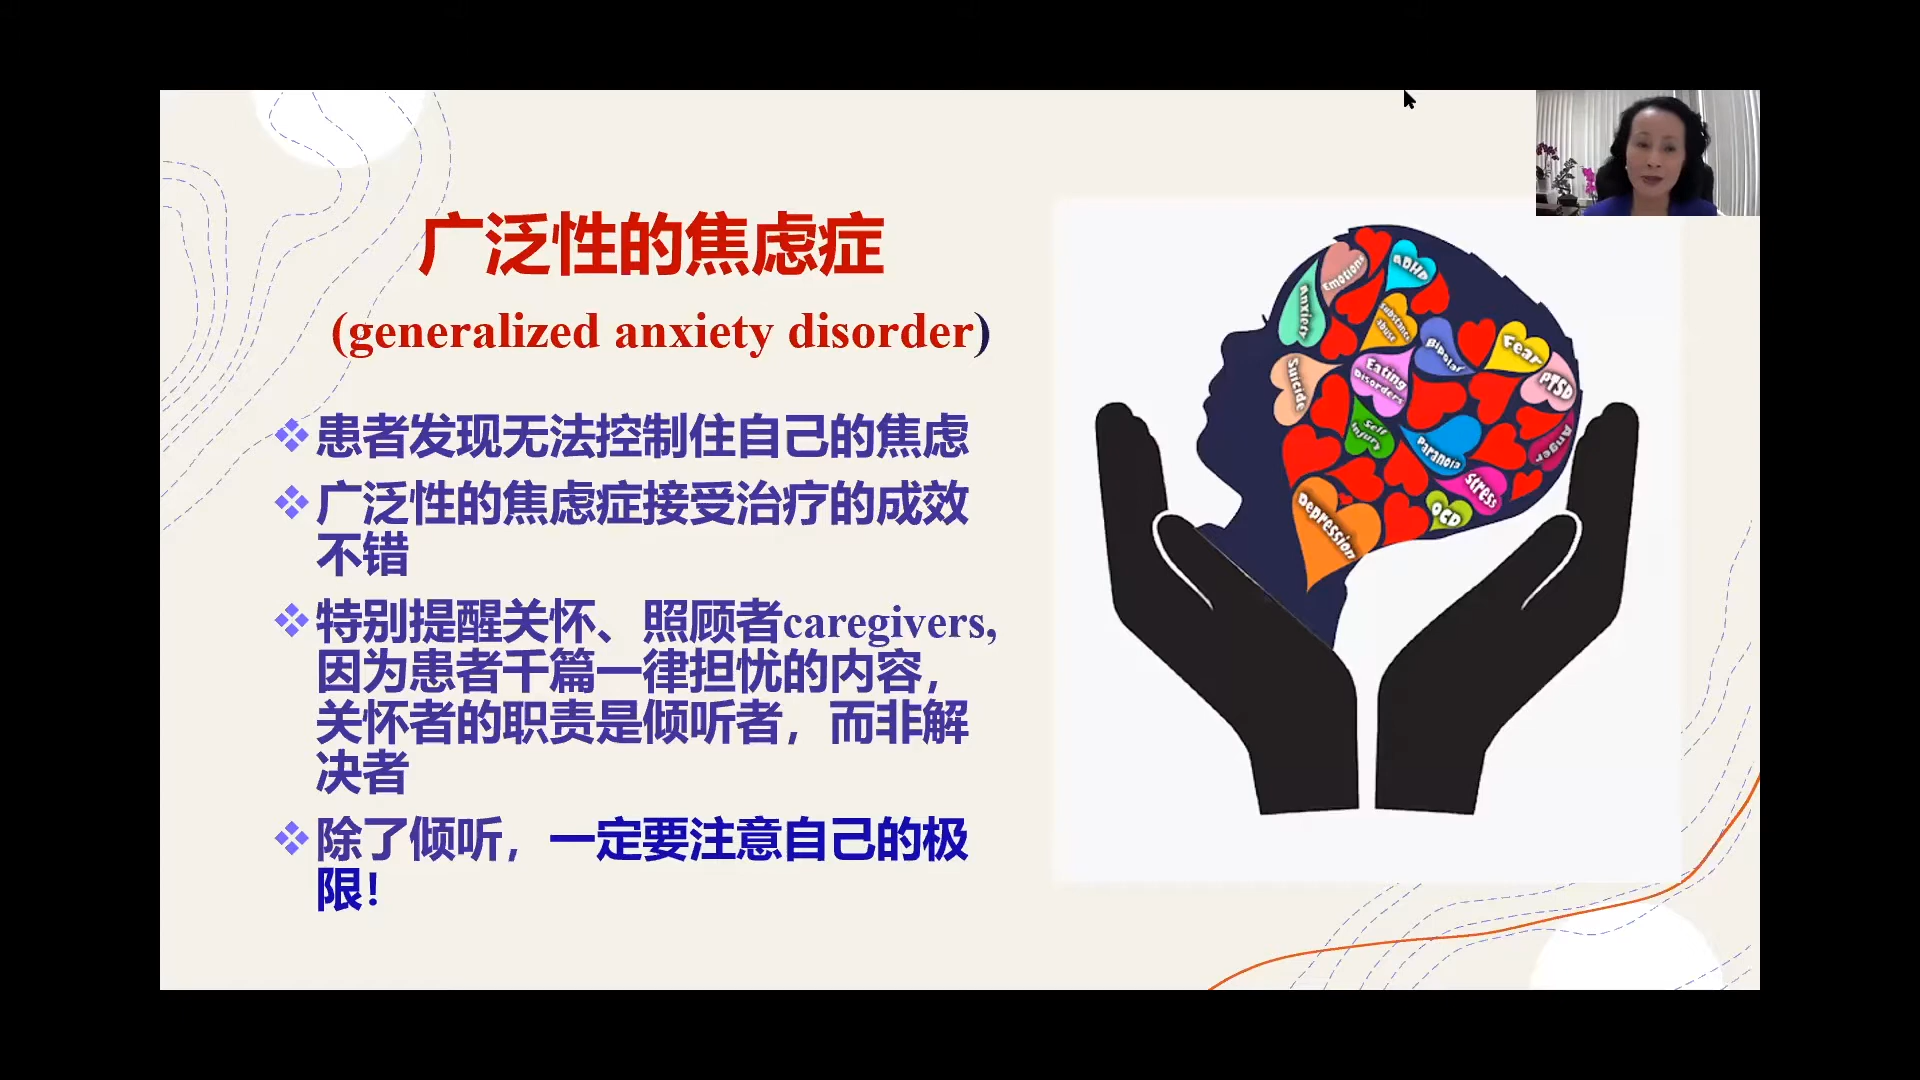 广泛性的焦虑症
(generalized anxiety disorder)
患者发现无法控制住自己的焦虑
广泛性的焦虑症接受治疗的成效
不错
特别提醒关怀、照顾者caregivers,
因为患者千篇一律担忧的内容，
关怀者的职责是倾听者，而非解
决者
除了倾听，一定要注意自己的极
限！
Emotions
ADHD
Anxiety
Substance
abuse
Bipolar
Fear
PTSD
Suicide
Eating
Disorders
Self
Injury
Paranoia
Anger
Stress
OCD
Depression